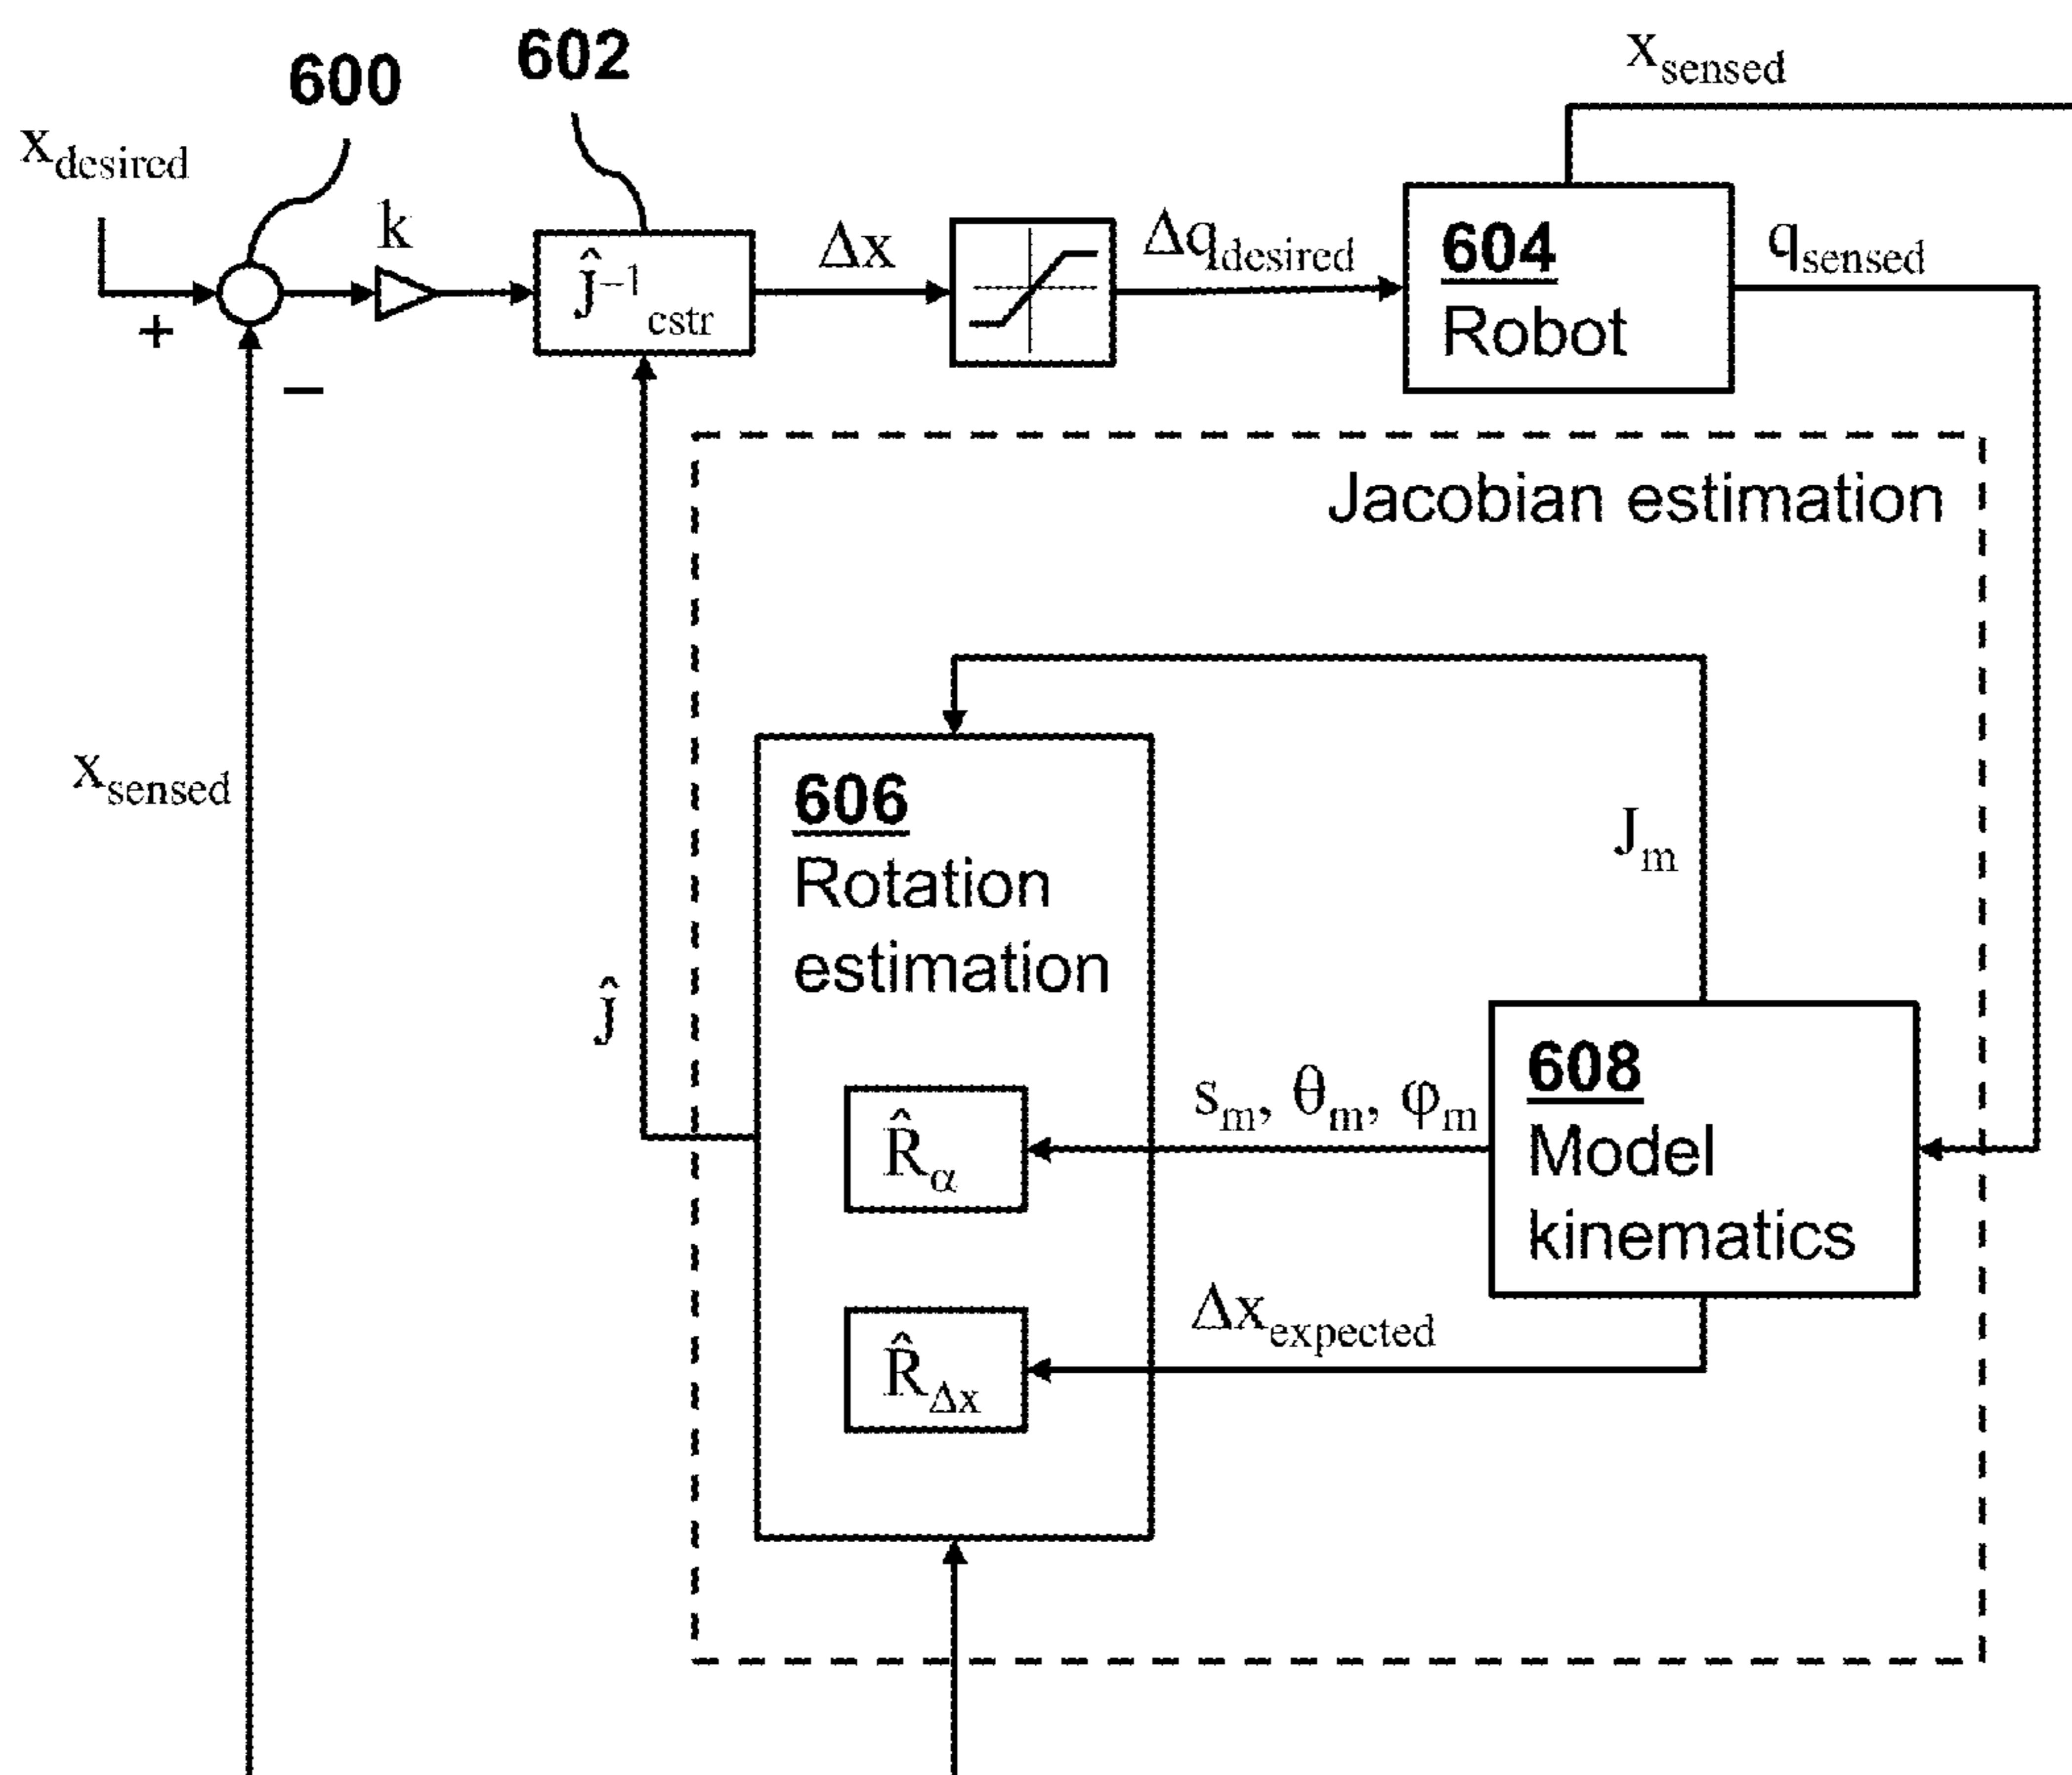 600
602
x_sensed
x_desired
k
+
−
Ĵ⁻¹_cstr
Δx
Δq_desired
604
Robot
q_sensed
Jacobian estimation
x_sensed
Ĵ
606
Rotation
estimation
J_m
R̂_α
s_m, θ_m, φ_m
608
Model
kinematics
R̂_Δx
Δx_expected